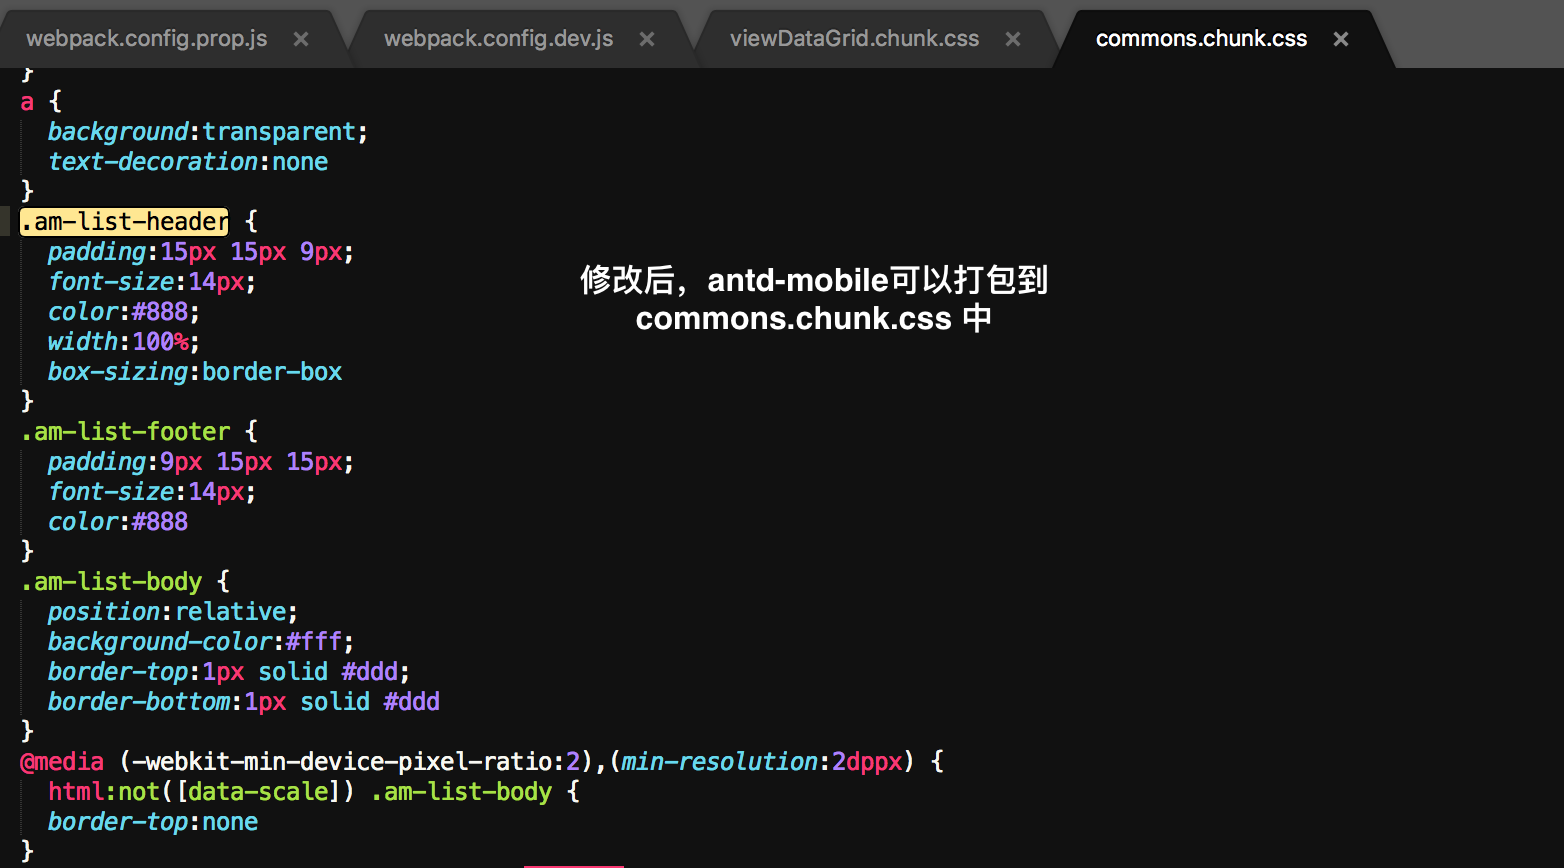 webpack.config.prop.js × webpack.config.dev.js × viewDataGrid.chunk.css × commons.chunk.css ×
}
a {
  background:transparent;
  text-decoration:none
}
.am-list-header {
  padding:15px 15px 9px;
  font-size:14px;
  color:#888;
  width:100%;
  box-sizing:border-box
}
修改后，antd-mobile可以打包到
commons.chunk.css 中
.am-list-footer {
  padding:9px 15px 15px;
  font-size:14px;
  color:#888
}
.am-list-body {
  position:relative;
  background-color:#fff;
  border-top:1px solid #ddd;
  border-bottom:1px solid #ddd
}
@media (-webkit-min-device-pixel-ratio:2),(min-resolution:2dppx) {
  html:not([data-scale]) .am-list-body {
  border-top:none
}